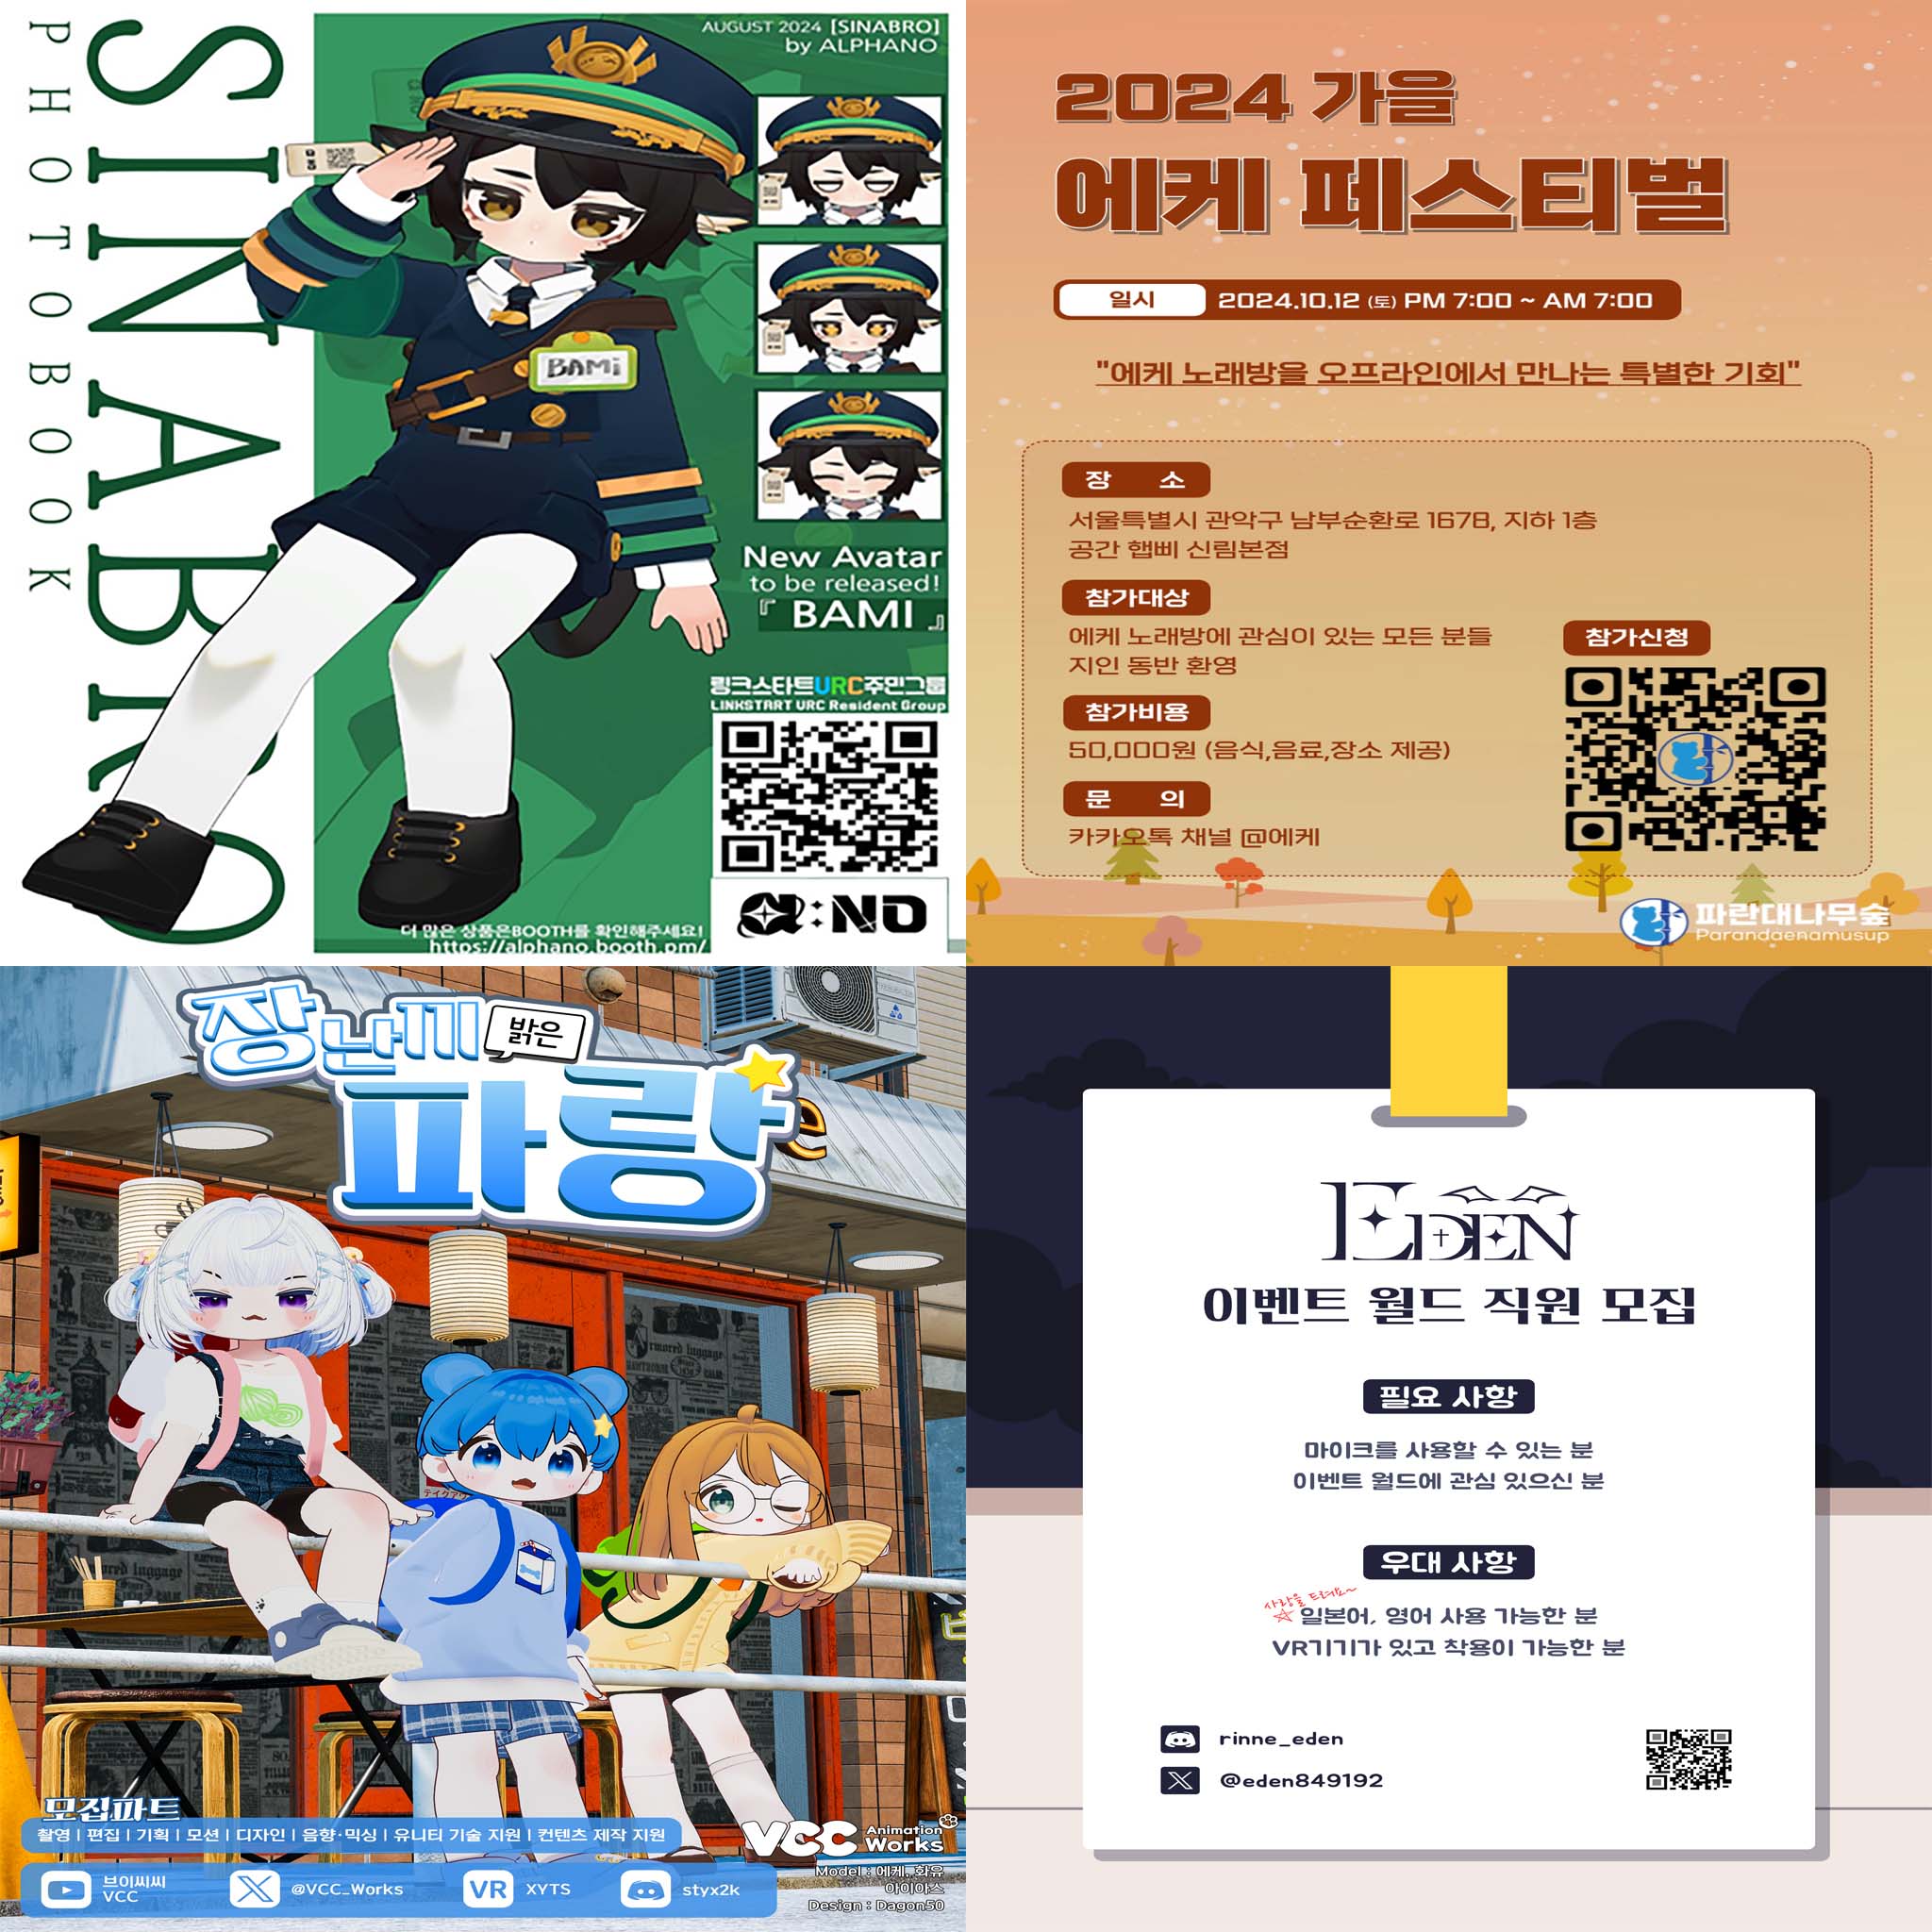 SINABRO
PHOTOBOOK
AUGUST 2024 [SINABRO]
by ALPHANO
BAMi
New Avatar
to be released!
『 BAMI 』
링크스타트URC주민그룹
LINKSTART URC Resident Group
α:NO
더 많은 상품은BOOTH를 확인해주세요!
https://alphano.booth.pm/
2024 가을
에케 페스티벌
일시 2024.10.12 (토) PM 7:00 ~ AM 7:00
"에케 노래방을 오프라인에서 만나는 특별한 기회"
장 소
서울특별시 관악구 남부순환로 1678, 지하 1층
공간 햅삐 신림본점
참가대상
에케 노래방에 관심이 있는 모든 분들
지인 동반 환영
참가비용
50,000원 (음식,음료,장소 제공)
문 의
카카오톡 채널 @에케
참가신청
파란대나무숲
Parandaenamusup
장난끼 밝은
파랑
e
テイクアウ
모집파트
촬영 | 편집 | 기획 | 모션 | 디자인 | 음향·믹싱 | 유니티 기술 지원 | 컨텐츠 제작 지원
브이씨씨
VCC
@VCC_Works
VR XYTS
styx2k
VCC Animation Works
Model : 에케, 화유
아이아스
Design : Dagon50
EDEN
이벤트 월드 직원 모집
필요 사항
마이크를 사용할 수 있는 분
이벤트 월드에 관심 있으신 분
우대 사항
사랑을 드려요~
☆일본어, 영어 사용 가능한 분
VR기기가 있고 착용이 가능한 분
rinne_eden
@eden849192